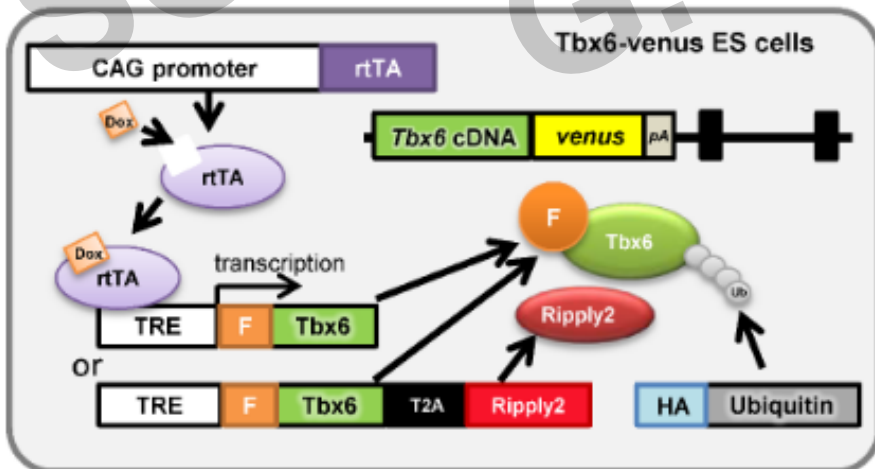 Tbx6-venus ES cells
CAG promoter rtTA
Dox
rtTA
Tbx6 cDNA venus pA
Dox
rtTA
transcription
TRE F Tbx6
F
Tbx6
Ub
Ripply2
or
TRE F Tbx6 T2A Ripply2
HA Ubiquitin